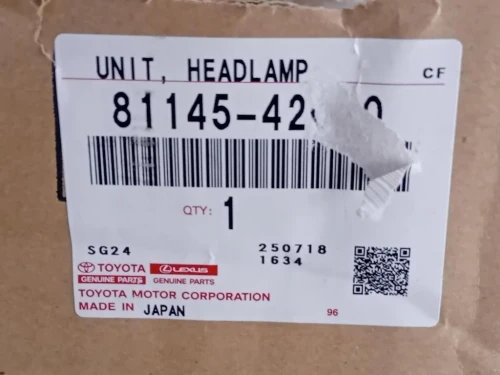 UNIT, HEADLAMP
CF
QTY: 1
SG24
250718
1634
TOYOTA LEXUS
GENUINE PARTS GENUINE PARTS
TOYOTA MOTOR CORPORATION
MADE IN JAPAN
96